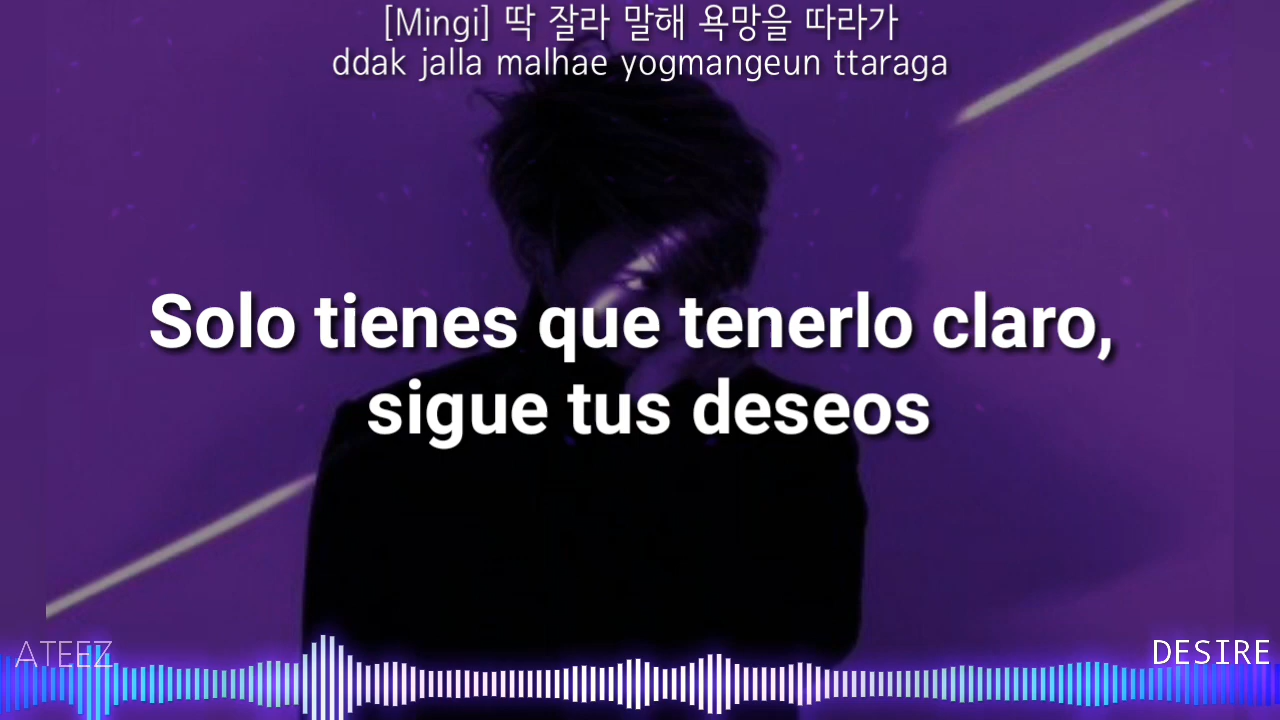 [Mingi] 딱 잘라 말해 욕망을 따라가
ddak jalla malhae yogmangeun ttaraga
Solo tienes que tenerlo claro,
sigue tus deseos
ATEEZ
DESIRE